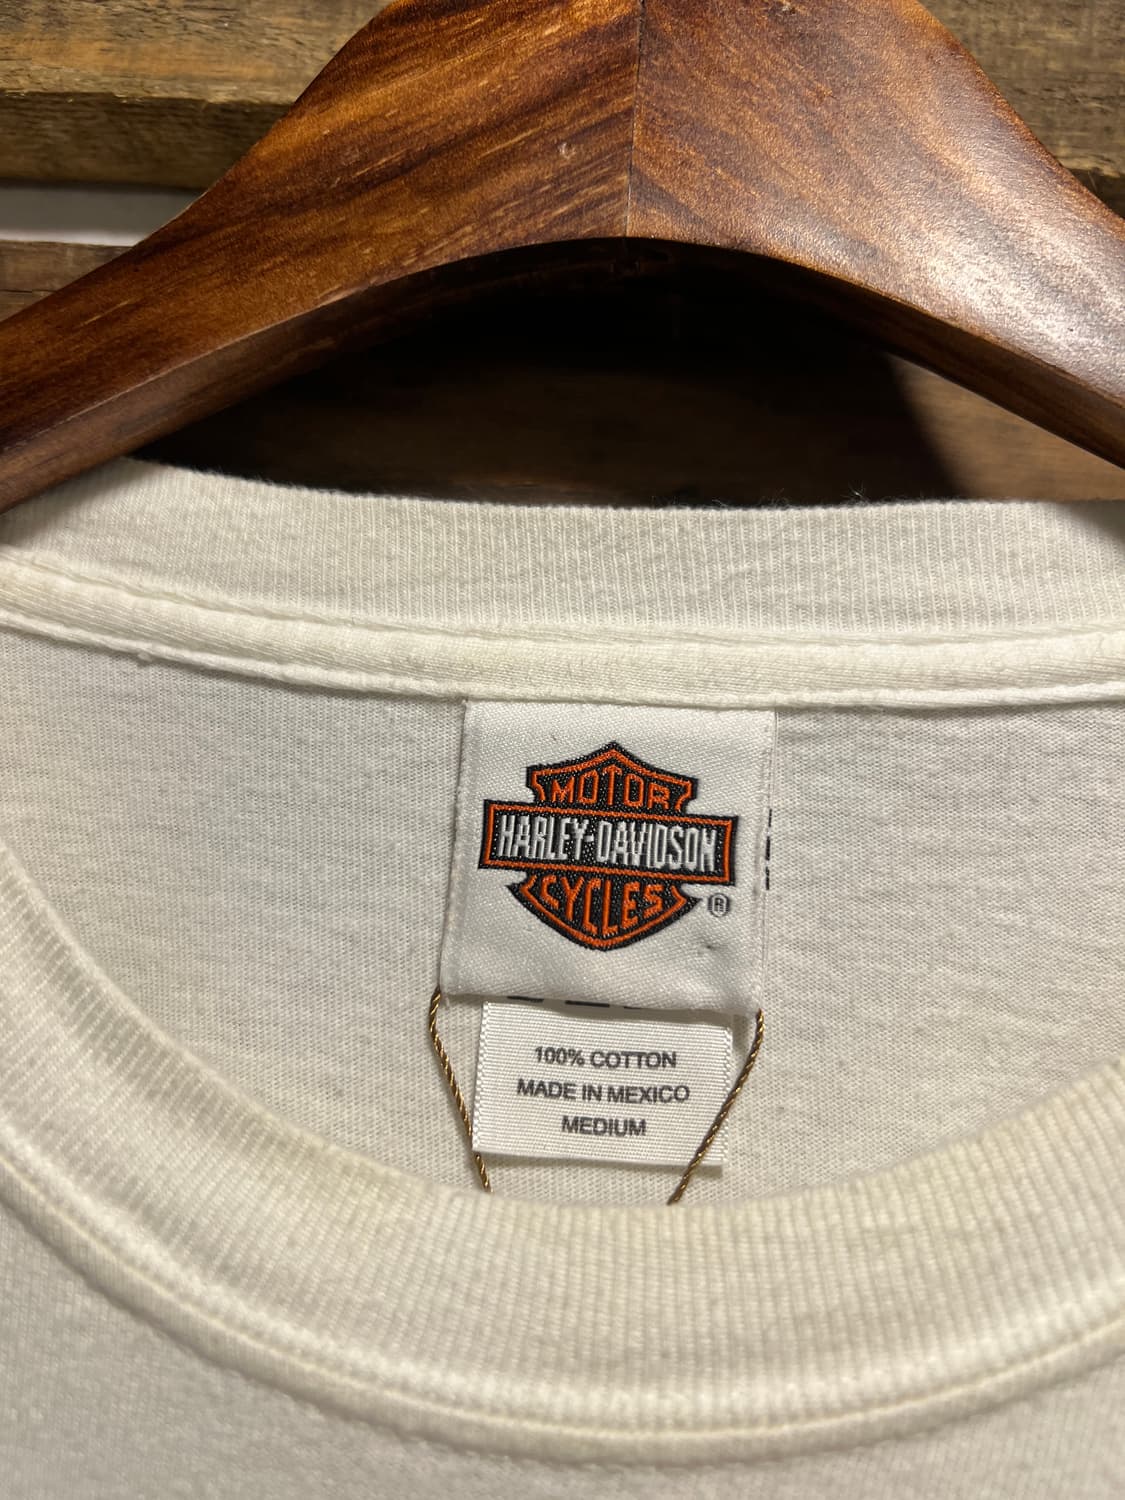 MOTOR
HARLEY-DAVIDSON
CYCLES
®
100% COTTON
MADE IN MEXICO
MEDIUM